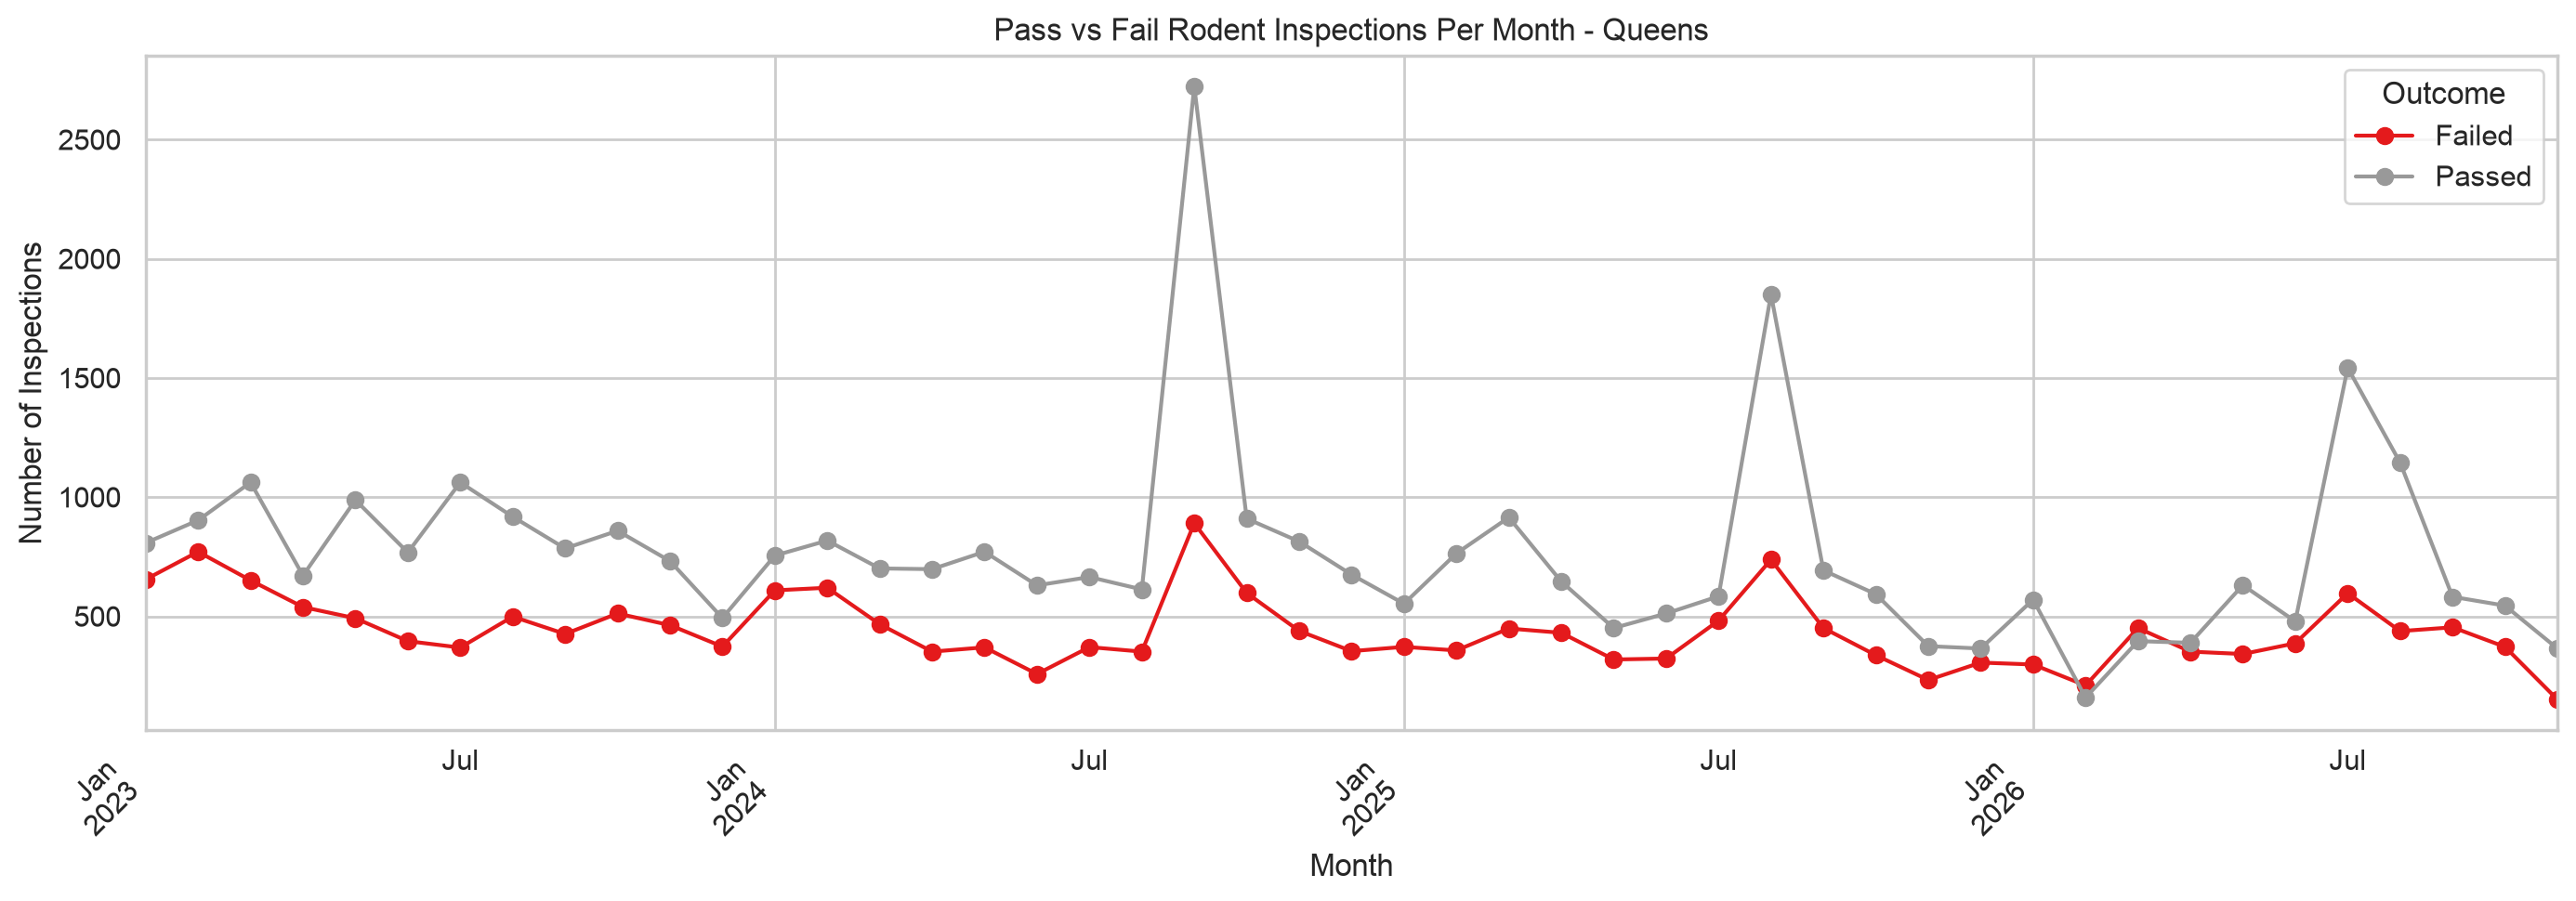 Pass vs Fail Rodent Inspections Per Month - Queens
Outcome
Failed
Passed
Number of Inspections
2500
2000
1500
1000
500
Jan
2023
Jul
Jan
2024
Jul
Jan
2025
Jul
Jan
2026
Jul
Month